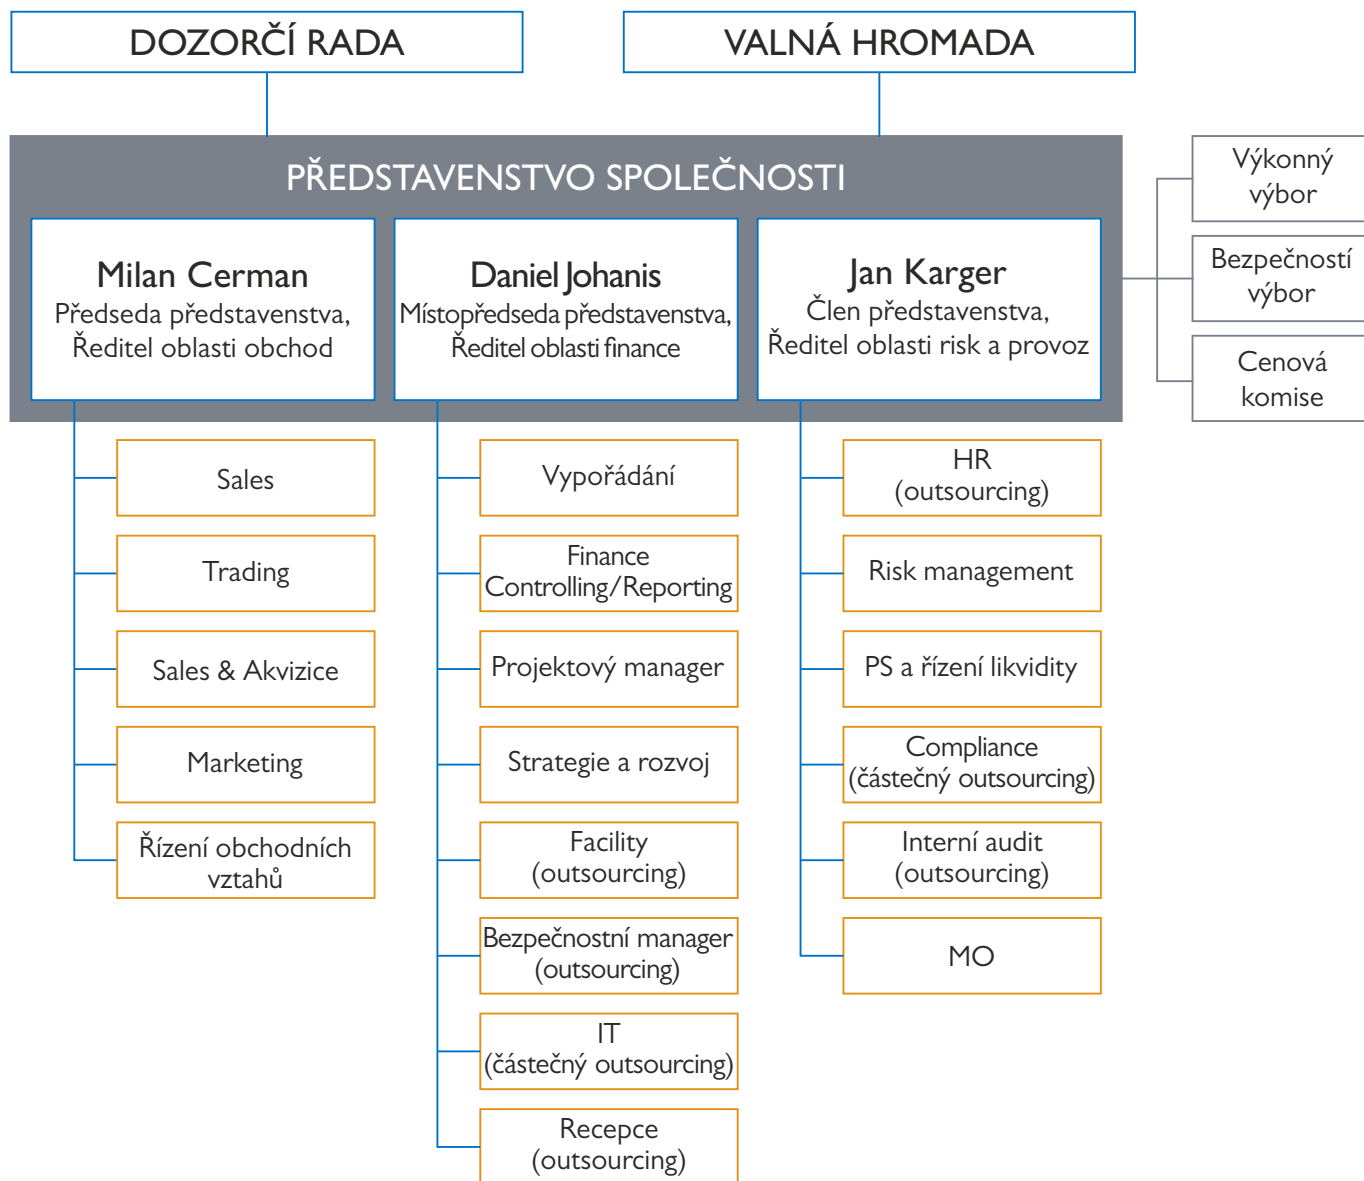 DOZORČÍ RADA
VALNÁ HROMADA
PŘEDSTAVENSTVO SPOLEČNOSTI
Milan Cerman
Předseda představenstva,
Ředitel oblasti obchod
Daniel Johanis
Místopředseda představenstva,
Ředitel oblasti finance
Jan Karger
Člen představenstva,
Ředitel oblasti risk a provoz
Výkonný
výbor
Bezpečností
výbor
Cenová
komise
Sales
Trading
Sales & Akvizice
Marketing
Řízení obchodních
vztahů
Vypořádání
Finance
Controlling/Reporting
Projektový manager
Strategie a rozvoj
Facility
(outsourcing)
Bezpečnostní manager
(outsourcing)
IT
(částečný outsourcing)
Recepce
(outsourcing)
HR
(outsourcing)
Risk management
PS a řízení likvidity
Compliance
(částečný outsourcing)
Interní audit
(outsourcing)
MO